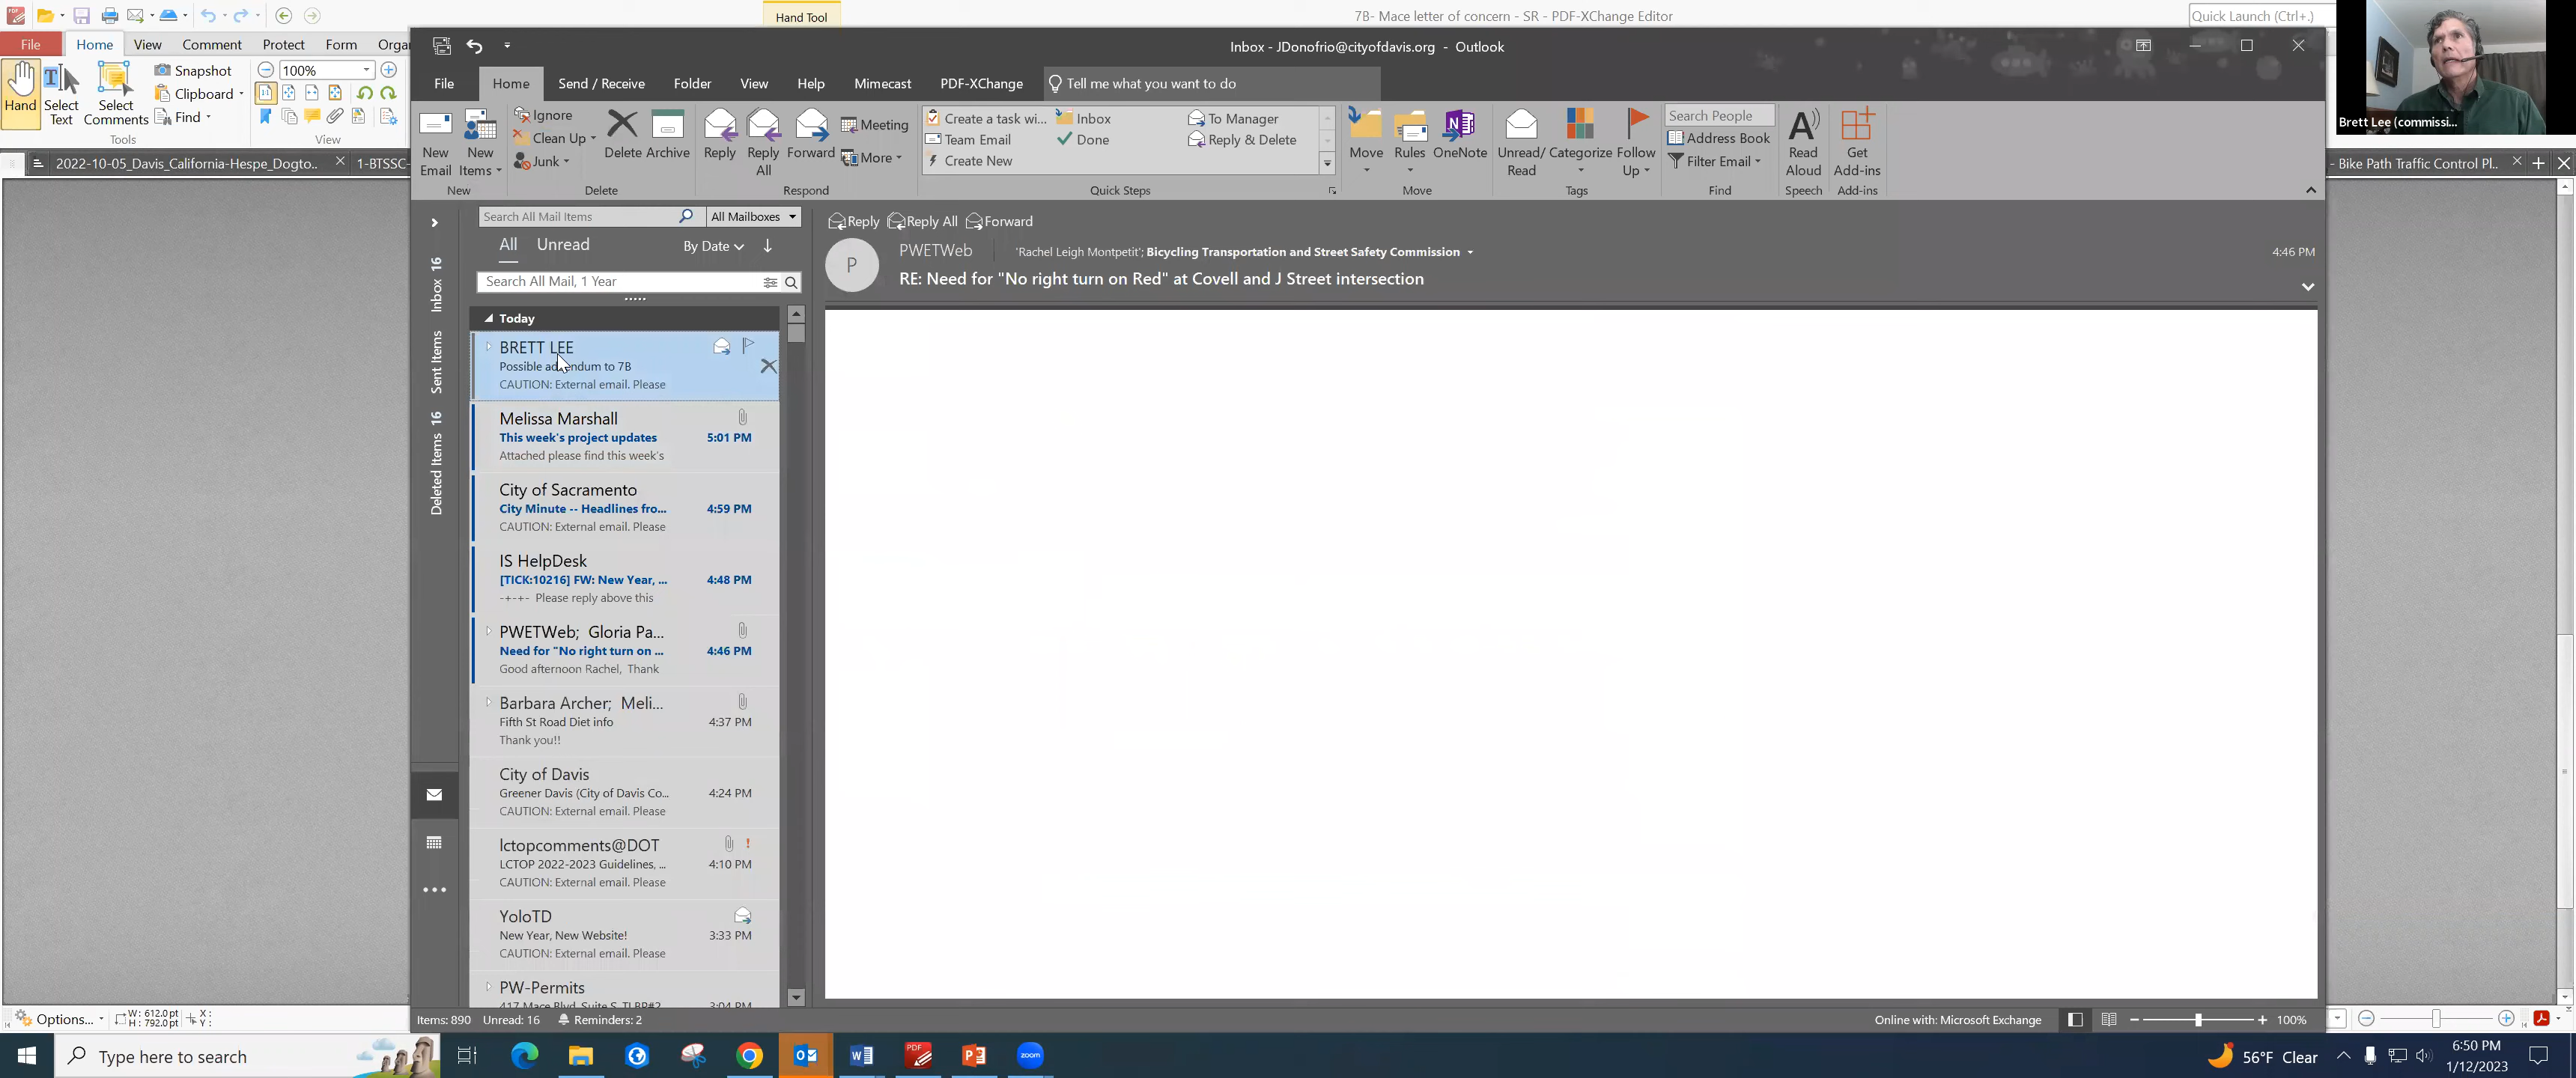 Hand Tool
7B- Mace letter of concern - SR - PDF-XChange Editor
Quick Launch (Ctrl+.)
File Home View Comment Protect Form Organ
Inbox - JDonofrio@cityofdavis.org - Outlook
Hand
Select Text
Select Comments
Snapshot
Clipboard
Find
Tools
100%
View
File Home Send / Receive Folder View Help Mimecast PDF-XChange Tell me what you want to do
New Email
New Items
New
Ignore
Clean Up
Junk
Delete Archive
Delete
Reply
Reply All
Forward
Meeting
More
Respond
Create a task wi...
Team Email
Create New
Inbox
Done
To Manager
Reply & Delete
Quick Steps
Move
Rules
OneNote
Move
Unread/ Read
Categorize
Follow Up
Tags
Search People
Address Book
Filter Email
Find
Read Aloud
Speech
Get Add-ins
Add-ins
Brett Lee (commissi...
2022-10-05_Davis_California-Hespe_Dogto..
1-BTSSC-
- Bike Path Traffic Control Pl..
Search All Mail Items
All Mailboxes
All Unread
By Date
Search All Mail, 1 Year
Inbox 16
Sent Items
Deleted Items 16
Today
BRETT LEE
Possible addendum to 7B
CAUTION: External email. Please
Melissa Marshall
This week's project updates 5:01 PM
Attached please find this week's
City of Sacramento
City Minute -- Headlines fro... 4:59 PM
CAUTION: External email. Please
IS HelpDesk
[TICK:10216] FW: New Year, ... 4:48 PM
-+-+- Please reply above this
PWETWeb; Gloria Pa...
Need for "No right turn on ... 4:46 PM
Good afternoon Rachel, Thank
Barbara Archer; Meli...
Fifth St Road Diet info 4:37 PM
Thank you!!
City of Davis
Greener Davis (City of Davis Co... 4:24 PM
CAUTION: External email. Please
lctopcomments@DOT
LCTOP 2022-2023 Guidelines, ... 4:10 PM
CAUTION: External email. Please
YoloTD
New Year, New Website! 3:33 PM
CAUTION: External email. Please
PW-Permits
417 Mace Blvd, Suite S, TLBP#2 3:04 PM
Reply Reply All Forward
P
PWETWeb 'Rachel Leigh Montpetit'; Bicycling Transportation and Street Safety Commission 4:46 PM
RE: Need for "No right turn on Red" at Covell and J Street intersection
Options...
W: 612.0 pt
H: 792.0 pt
X:
Y:
Items: 890 Unread: 16 Reminders: 2
Online with: Microsoft Exchange
100%
Type here to search
PDF
zoom
56°F Clear
6:50 PM
1/12/2023